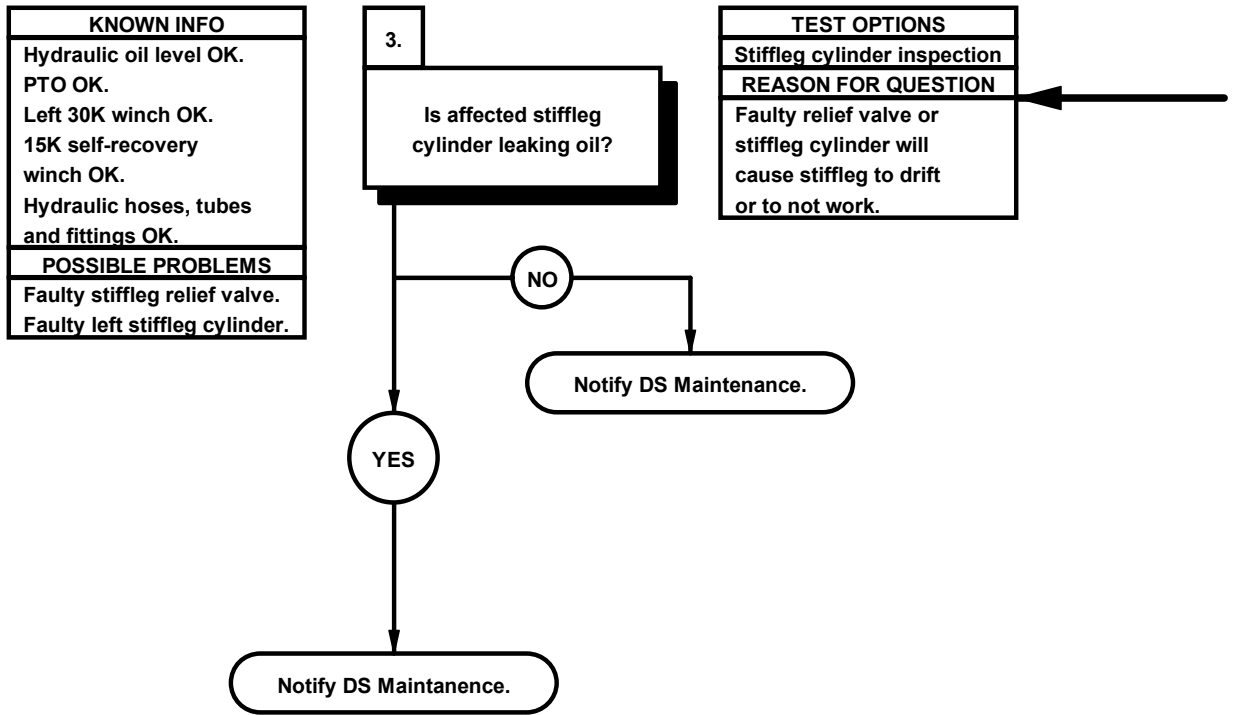 KNOWN INFO
Hydraulic oil level OK.
PTO OK.
Left 30K winch OK.
15K self-recovery
winch OK.
Hydraulic hoses, tubes
and fittings OK.
POSSIBLE PROBLEMS
Faulty stiffleg relief valve.
Faulty left stiffleg cylinder.
3.
Is affected stiffleg
cylinder leaking oil?
TEST OPTIONS
Stiffleg cylinder inspection
REASON FOR QUESTION
Faulty relief valve or
stiffleg cylinder will
cause stiffleg to drift
or to not work.
NO
Notify DS Maintenance.
YES
Notify DS Maintanence.